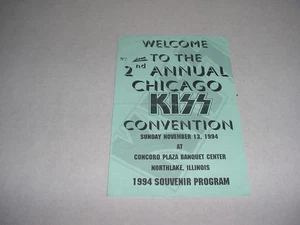 WELCOME
TO THE
2nd ANNUAL
CHICAGO
KISS
CONVENTION
SUNDAY NOVEMBER 13, 1994
AT
CONCORD PLAZA BANQUET CENTER
NORTHLAKE, ILLINOIS
1994 SOUVENIR PROGRAM